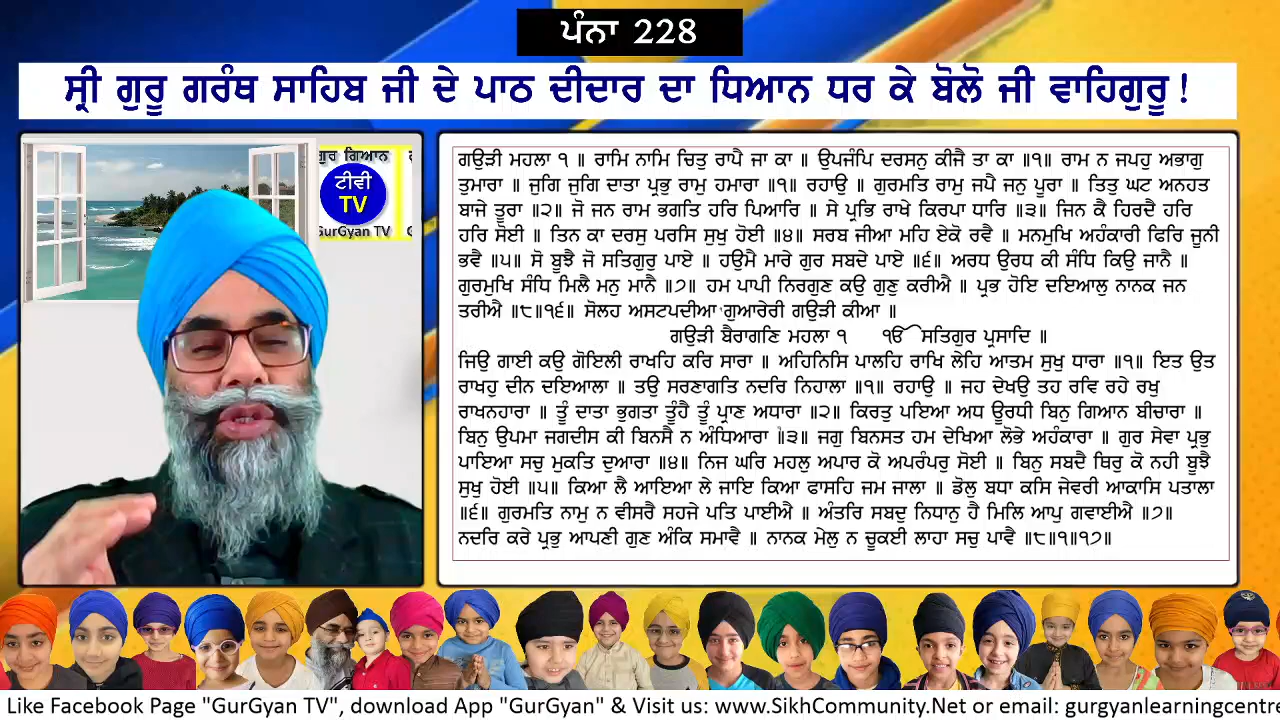 ਪੰਨਾ 228
ਸ੍ਰੀ ਗੁਰੂ ਗਰੰਥ ਸਾਹਿਬ ਜੀ ਦੇ ਪਾਠ ਦੀਦਾਰ ਦਾ ਧਿਆਨ ਧਰ ਕੇ ਬੋਲੋ ਜੀ ਵਾਹਿਗੁਰੂ!
ਗੁਰ ਗਿਆਨ
ਟੀਵੀ
TV
GurGyan TV
ਗਉੜੀ ਮਹਲਾ ੧ ॥ ਰਾਮਿ ਨਾਮਿ ਚਿਤੁ ਰਾਪੈ ਜਾ ਕਾ ॥ ਉਪਜੰਪਿ ਦਰਸਨੁ ਕੀਜੈ ਤਾ ਕਾ ॥੧॥ ਰਾਮ ਨ ਜਪਹੁ ਅਭਾਗੁ
ਤੁਮਾਰਾ ॥ ਜੁਗਿ ਜੁਗਿ ਦਾਤਾ ਪ੍ਰਭੁ ਰਾਮੁ ਹਮਾਰਾ ॥੧॥ ਰਹਾਉ ॥ ਗੁਰਮਤਿ ਰਾਮੁ ਜਪੈ ਜਨੁ ਪੂਰਾ ॥ ਤਿਤੁ ਘਟ ਅਨਹਤ
ਬਾਜੇ ਤੂਰਾ ॥੨॥ ਜੋ ਜਨ ਰਾਮ ਭਗਤਿ ਹਰਿ ਪਿਆਰਿ ॥ ਸੇ ਪ੍ਰਭਿ ਰਾਖੇ ਕਿਰਪਾ ਧਾਰਿ ॥੩॥ ਜਿਨ ਕੈ ਹਿਰਦੈ ਹਰਿ
ਹਰਿ ਸੋਈ ॥ ਤਿਨ ਕਾ ਦਰਸੁ ਪਰਸਿ ਸੁਖੁ ਹੋਈ ॥੪॥ ਸਰਬ ਜੀਆ ਮਹਿ ਏਕੋ ਰਵੈ ॥ ਮਨਮੁਖਿ ਅਹੰਕਾਰੀ ਫਿਰਿ ਜੂਨੀ
ਭਵੈ ॥੫॥ ਸੋ ਬੂਝੈ ਜੋ ਸਤਿਗੁਰੁ ਪਾਏ ॥ ਹਉਮੈ ਮਾਰੇ ਗੁਰ ਸਬਦੇ ਪਾਏ ॥੬॥ ਅਰਧ ਉਰਧ ਕੀ ਸੰਧਿ ਕਿਉ ਜਾਨੈ ॥
ਗੁਰਮੁਖਿ ਸੰਧਿ ਮਿਲੈ ਮਨੁ ਮਾਨੈ ॥੭॥ ਹਮ ਪਾਪੀ ਨਿਰਗੁਣ ਕਉ ਗੁਣੁ ਕਰੀਐ ॥ ਪ੍ਰਭ ਹੋਇ ਦਇਆਲੁ ਨਾਨਕ ਜਨ
ਤਰੀਐ ॥੮॥੧੬॥ ਸੋਲਹ ਅਸਟਪਦੀਆ ਗੁਆਰੇਰੀ ਗਉੜੀ ਕੀਆ ॥
ਗਉੜੀ ਬੈਰਾਗਣਿ ਮਹਲਾ ੧ ੴ ਸਤਿਗੁਰ ਪ੍ਰਸਾਦਿ ॥
ਜਿਉ ਗਾਈ ਕਉ ਗੋਇਲੀ ਰਾਖਹਿ ਕਰਿ ਸਾਰਾ ॥ ਅਹਿਨਿਸਿ ਪਾਲਹਿ ਰਾਖਿ ਲੇਹਿ ਆਤਮ ਸੁਖੁ ਧਾਰਾ ॥੧॥ ਇਤ ਉਤ
ਰਾਖਹੁ ਦੀਨ ਦਇਆਲਾ ॥ ਤਉ ਸਰਣਾਗਤਿ ਨਦਰਿ ਨਿਹਾਲਾ ॥੧॥ ਰਹਾਉ ॥ ਜਹ ਦੇਖਉ ਤਹ ਰਵਿ ਰਹੇ ਰਖੁ
ਰਾਖਨਹਾਰਾ ॥ ਤੂੰ ਦਾਤਾ ਭੁਗਤਾ ਤੂੰਹੈ ਤੂੰ ਪ੍ਰਾਣ ਅਧਾਰਾ ॥੨॥ ਕਿਰਤੁ ਪਇਆ ਅਧ ਊਰਧੀ ਬਿਨੁ ਗਿਆਨ ਬੀਚਾਰਾ ॥
ਬਿਨੁ ਉਪਮਾ ਜਗਦੀਸ ਕੀ ਬਿਨਸੈ ਨ ਅੰਧਿਆਰਾ ॥੩॥ ਜਗੁ ਬਿਨਸਤ ਹਮ ਦੇਖਿਆ ਲੋਭੇ ਅਹੰਕਾਰਾ ॥ ਗੁਰ ਸੇਵਾ ਪ੍ਰਭੁ
ਪਾਇਆ ਸਚੁ ਮੁਕਤਿ ਦੁਆਰਾ ॥੪॥ ਨਿਜ ਘਰਿ ਮਹਲੁ ਅਪਾਰ ਕੋ ਅਪਰੰਪਰੁ ਸੋਈ ॥ ਬਿਨੁ ਸਬਦੈ ਥਿਰੁ ਕੋ ਨਹੀ ਬੂਝੈ
ਸੁਖੁ ਹੋਈ ॥੫॥ ਕਿਆ ਲੈ ਆਇਆ ਲੇ ਜਾਇ ਕਿਆ ਫਾਸਹਿ ਜਮ ਜਾਲਾ ॥ ਡੋਲੁ ਬਧਾ ਕਸਿ ਜੇਵਰੀ ਆਕਾਸਿ ਪਤਾਲਾ
॥੬॥ ਗੁਰਮਤਿ ਨਾਮੁ ਨ ਵੀਸਰੈ ਸਹਜੇ ਪਤਿ ਪਾਈਐ ॥ ਅੰਤਰਿ ਸਬਦੁ ਨਿਧਾਨੁ ਹੈ ਮਿਲਿ ਆਪੁ ਗਵਾਈਐ ॥੭॥
ਨਦਰਿ ਕਰੇ ਪ੍ਰਭੁ ਆਪਣੀ ਗੁਣ ਅੰਕਿ ਸਮਾਵੈ ॥ ਨਾਨਕ ਮੇਲੁ ਨ ਚੂਕਈ ਲਾਹਾ ਸਚੁ ਪਾਵੈ ॥੮॥੧॥੧੭॥
Like Facebook Page "GurGyan TV", download App "GurGyan" & Visit us: www.SikhCommunity.Net or email: gurgyanlearningcentre